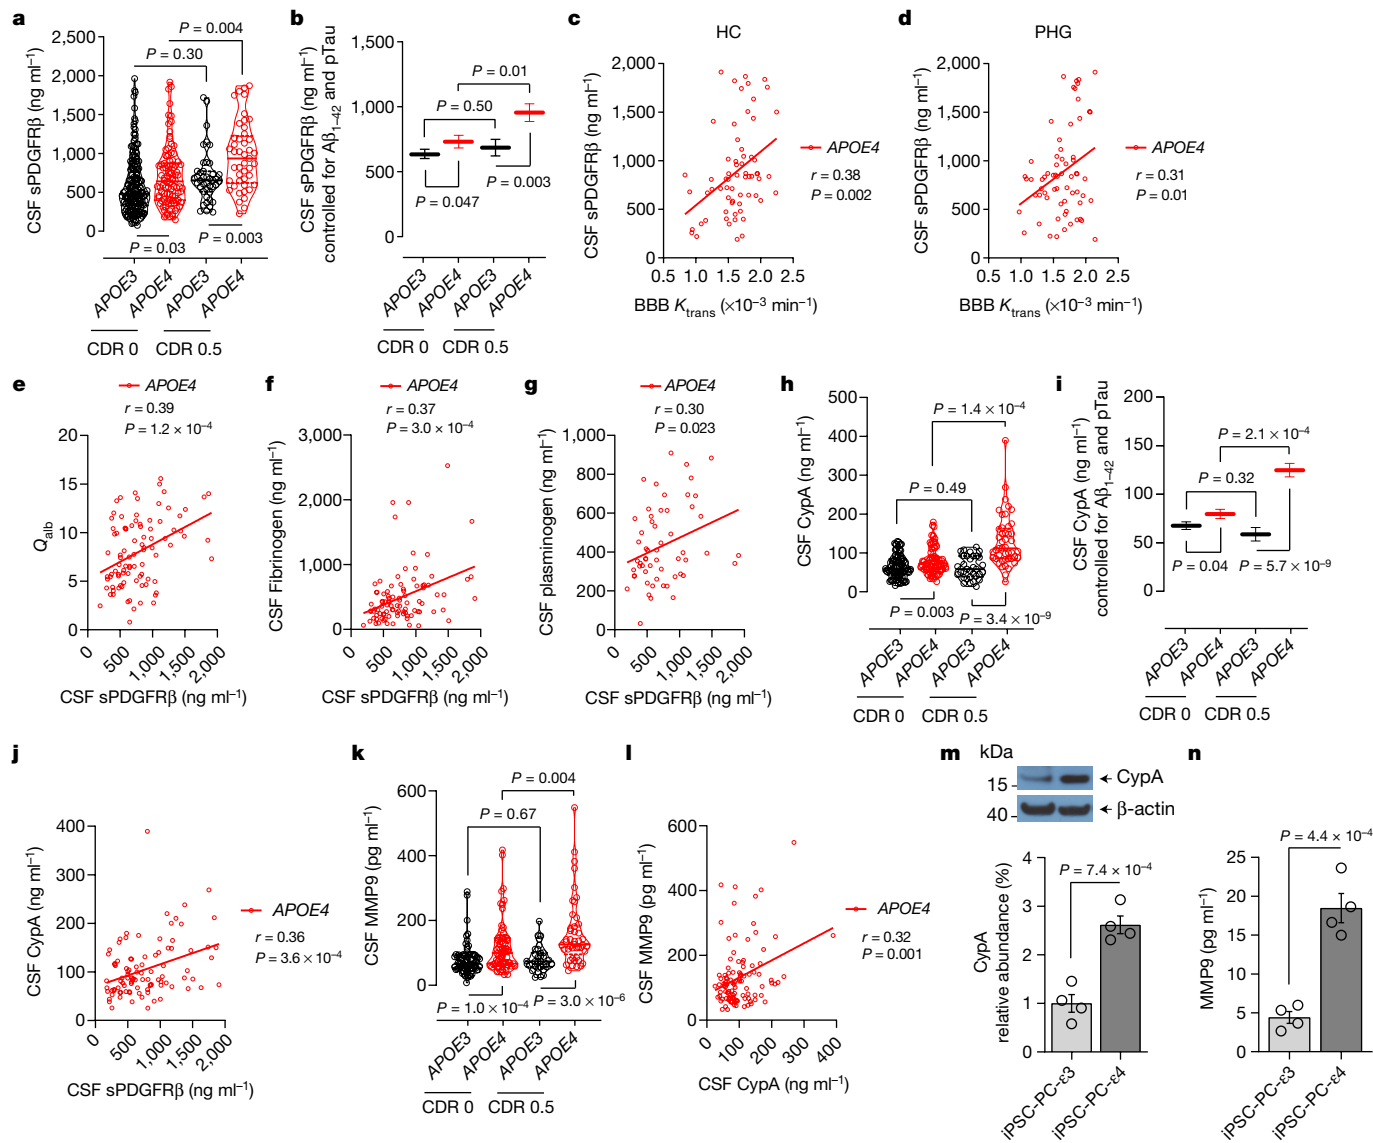 a
CSF sPDGFRβ (ng ml⁻¹)
2,500
2,000
1,500
1,000
500
0
P = 0.004
P = 0.30
P = 0.03
P = 0.003
APOE3
APOE4
APOE3
APOE4
CDR 0
CDR 0.5
b
CSF sPDGFRβ (ng ml⁻¹)
controlled for Aβ₁₋₄₂ and pTau
1,500
1,000
500
0
P = 0.01
P = 0.50
P = 0.003
P = 0.047
APOE3
APOE4
APOE3
APOE4
CDR 0
CDR 0.5
c
HC
CSF sPDGFRβ (ng ml⁻¹)
2,000
1,500
1,000
500
0
0.5
1.0
1.5
2.0
2.5
BBB Ktrans (×10⁻³ min⁻¹)
APOE4
r = 0.38
P = 0.002
d
PHG
CSF sPDGFRβ (ng ml⁻¹)
2,000
1,500
1,000
500
0
0.5
1.0
1.5
2.0
2.5
BBB Ktrans (×10⁻³ min⁻¹)
APOE4
r = 0.31
P = 0.01
e
APOE4
r = 0.39
P = 1.2 × 10⁻⁴
Qalb
20
15
10
5
0
0
500
1,000
1,500
2,000
CSF sPDGFRβ (ng ml⁻¹)
f
APOE4
r = 0.37
P = 3.0 × 10⁻⁴
CSF Fibrinogen (ng ml⁻¹)
3,000
2,000
1,000
0
0
500
1,000
1,500
2,000
CSF sPDGFRβ (ng ml⁻¹)
g
APOE4
r = 0.30
P = 0.023
CSF plasminogen (ng ml⁻¹)
1,000
800
600
400
200
0
0
500
1,000
1,500
2,000
CSF sPDGFRβ (ng ml⁻¹)
h
CSF CypA (ng ml⁻¹)
500
400
300
200
100
0
P = 1.4 × 10⁻⁴
P = 0.49
P = 0.003
P = 3.4 × 10⁻⁹
APOE3
APOE4
APOE3
APOE4
CDR 0
CDR 0.5
i
CSF CypA (ng ml⁻¹)
controlled for Aβ₁₋₄₂ and pTau
200
150
100
50
0
P = 2.1 × 10⁻⁴
P = 0.32
P = 0.04
P = 5.7 × 10⁻⁹
APOE3
APOE4
APOE3
APOE4
CDR 0
CDR 0.5
j
CSF CypA (ng ml⁻¹)
400
300
200
100
0
0
500
1,000
1,500
2,000
CSF sPDGFRβ (ng ml⁻¹)
APOE4
r = 0.36
P = 3.6 × 10⁻⁴
k
CSF MMP9 (pg ml⁻¹)
600
400
200
0
P = 0.004
P = 0.67
P = 1.0 × 10⁻⁴
P = 3.0 × 10⁻⁶
APOE3
APOE4
APOE3
APOE4
CDR 0
CDR 0.5
l
CSF MMP9 (pg ml⁻¹)
600
400
200
0
0
100
200
300
400
CSF CypA (ng ml⁻¹)
APOE4
r = 0.32
P = 0.001
m
kDa
15
40
CypA
β-actin
CypA
relative abundance (%)
4
3
2
1
0
P = 7.4 × 10⁻⁴
iPSC-PC-ε3
iPSC-PC-ε4
n
MMP9 (pg ml⁻¹)
25
20
15
10
5
0
P = 4.4 × 10⁻⁴
iPSC-PC-ε3
iPSC-PC-ε4